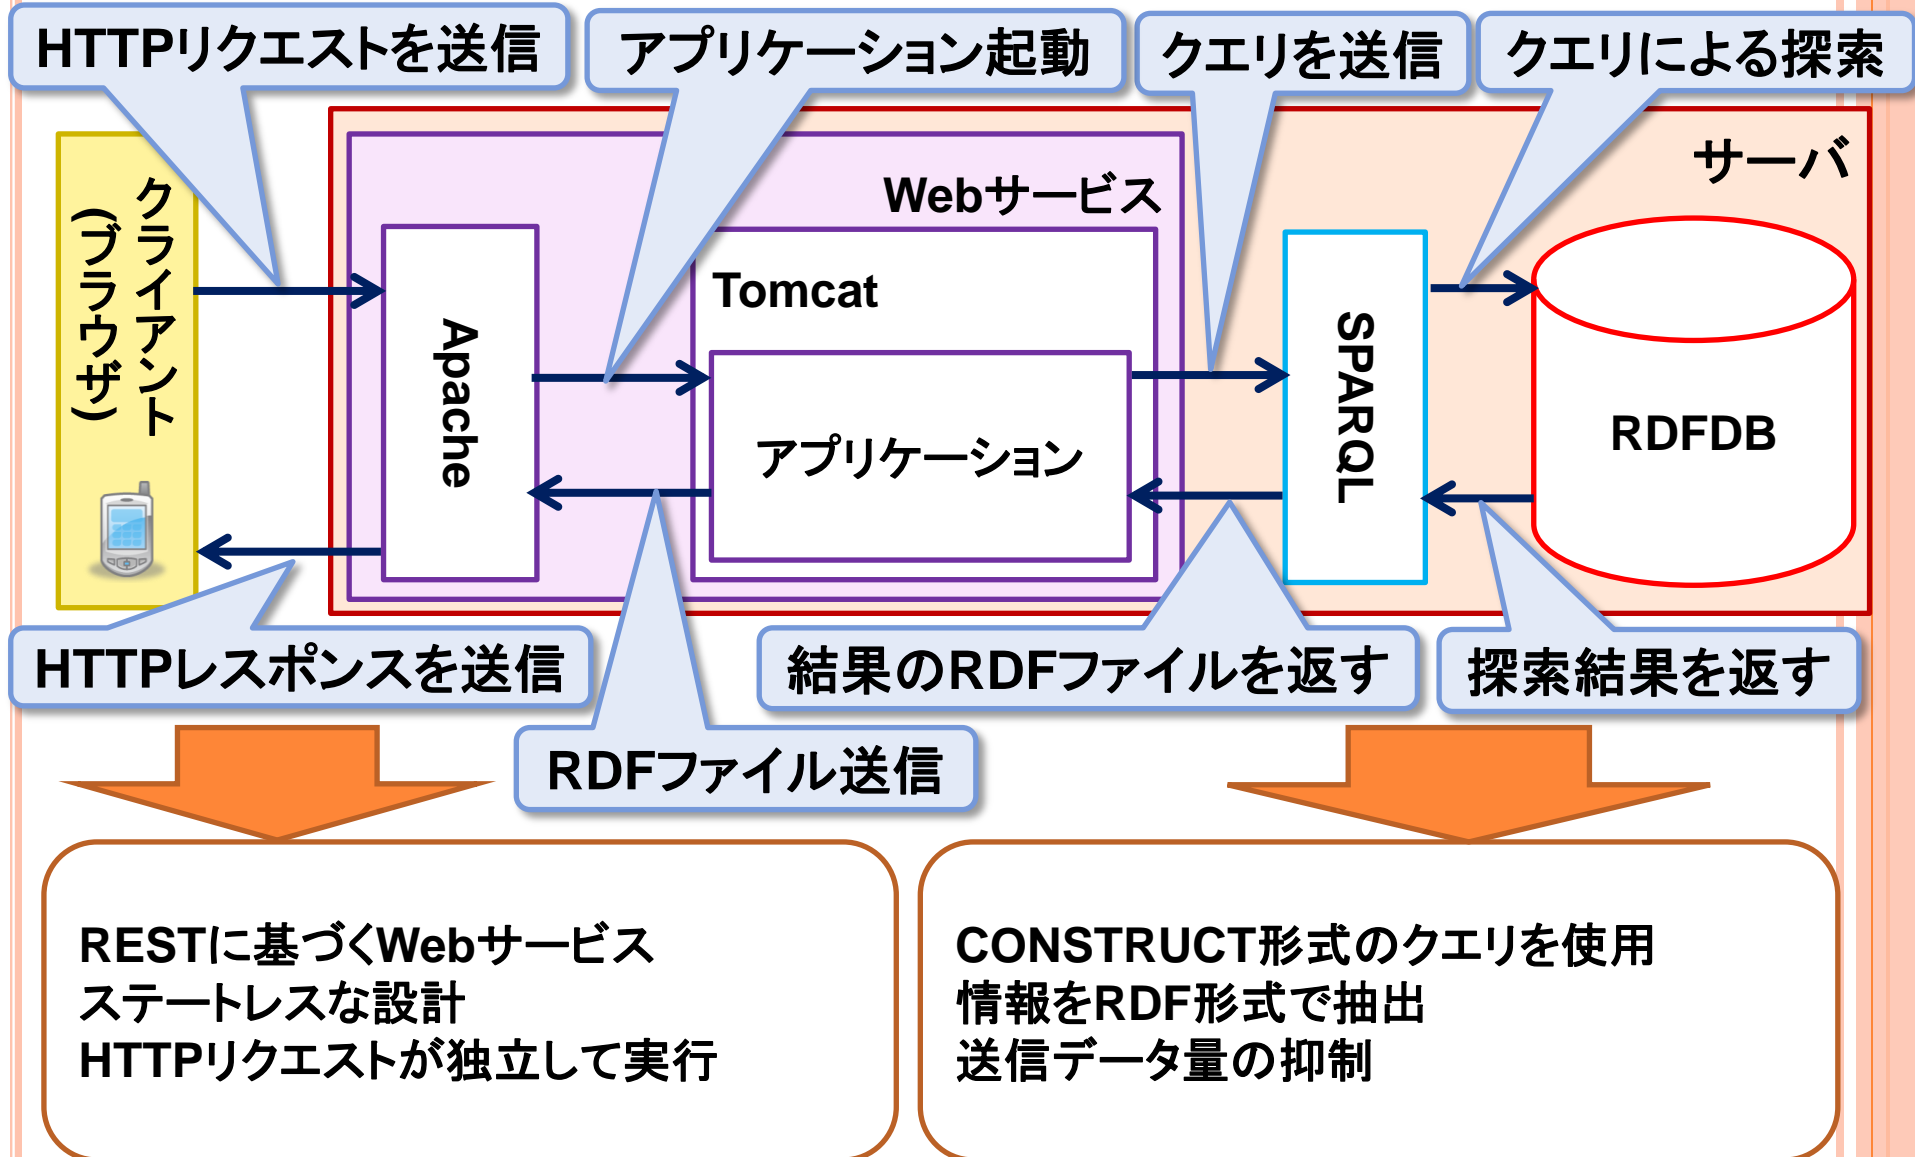 HTTPリクエストを送信
アプリケーション起動
クエリを送信
クエリによる探索
サーバ
Webサービス
クライアント
(ブラウザ)
Apache
Tomcat
アプリケーション
SPARQL
RDFDB
HTTPレスポンスを送信
結果のRDFファイルを返す
探索結果を返す
RDFファイル送信
RESTに基づくWebサービス
ステートレスな設計
HTTPリクエストが独立して実行
CONSTRUCT形式のクエリを使用
情報をRDF形式で抽出
送信データ量の抑制